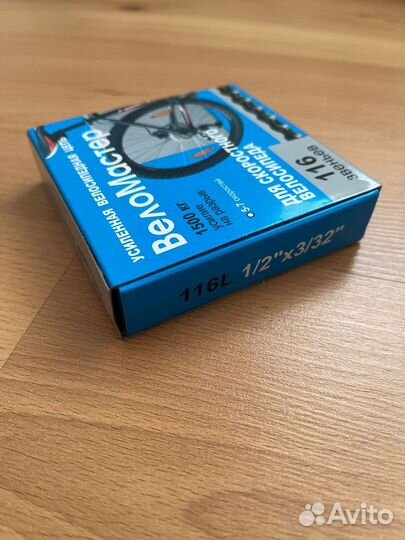 УСИЛЕННАЯ ВЕЛОСИПЕДНАЯ ЦЕПЬ
ВелоМастер
1500 кг
усилие
на разрыв
5-7 скоростей
ДЛЯ СКОРОСТНОГО
ВЕЛОСИПЕДА
116
звеньев
116L 1/2"x3/32"
Avito